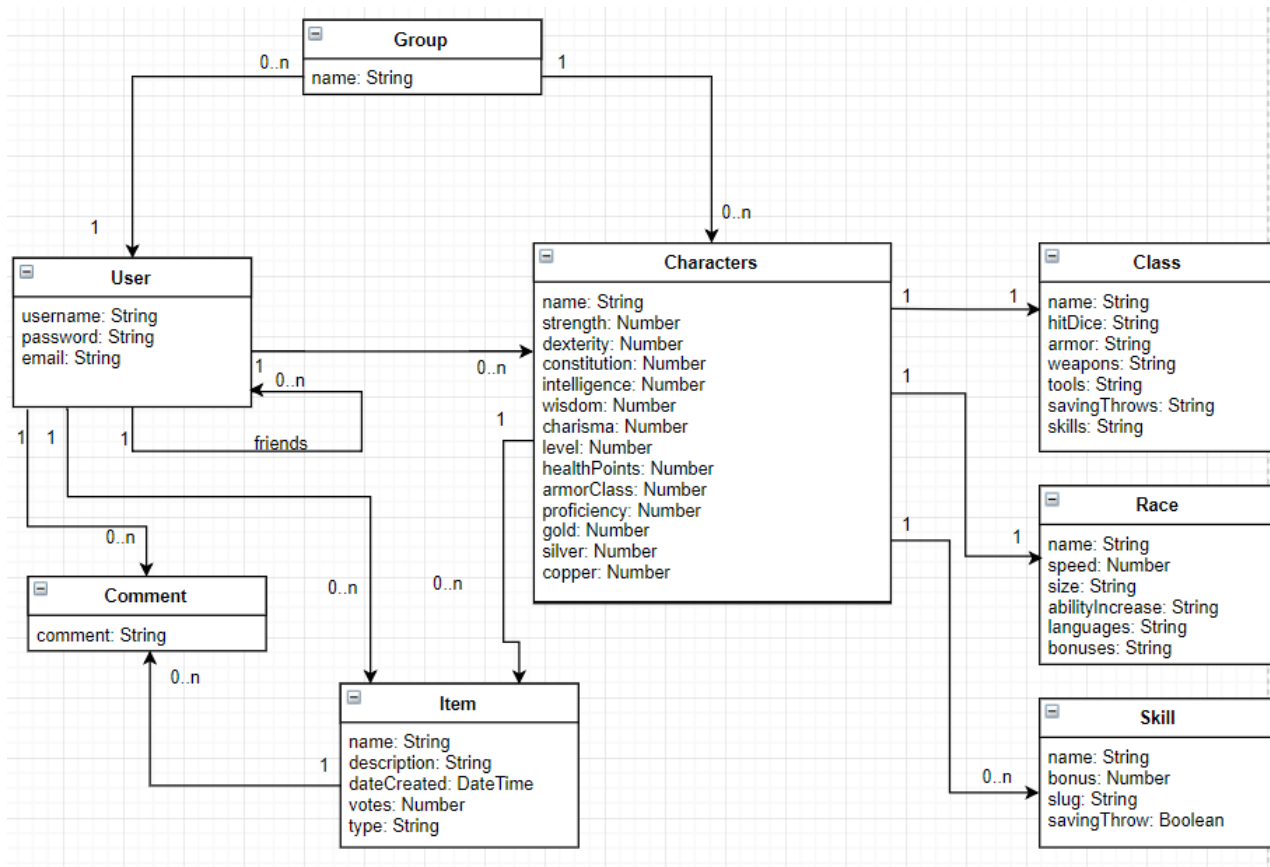 Group
name: String
0..n
1
1
0..n
User
username: String
password: String
email: String
1
0..n
0..n
friends
1
1
1
Characters
name: String
strength: Number
dexterity: Number
constitution: Number
intelligence: Number
wisdom: Number
charisma: Number
level: Number
healthPoints: Number
armorClass: Number
proficiency: Number
gold: Number
silver: Number
copper: Number
1
1
1
1
1
0..n
1
0..n
Class
name: String
hitDice: String
armor: String
weapons: String
tools: String
savingThrows: String
skills: String
Race
name: String
speed: Number
size: String
abilityIncrease: String
languages: String
bonuses: String
Skill
name: String
bonus: Number
slug: String
savingThrow: Boolean
0..n
Comment
comment: String
0..n
0..n
1
Item
name: String
description: String
dateCreated: DateTime
votes: Number
type: String